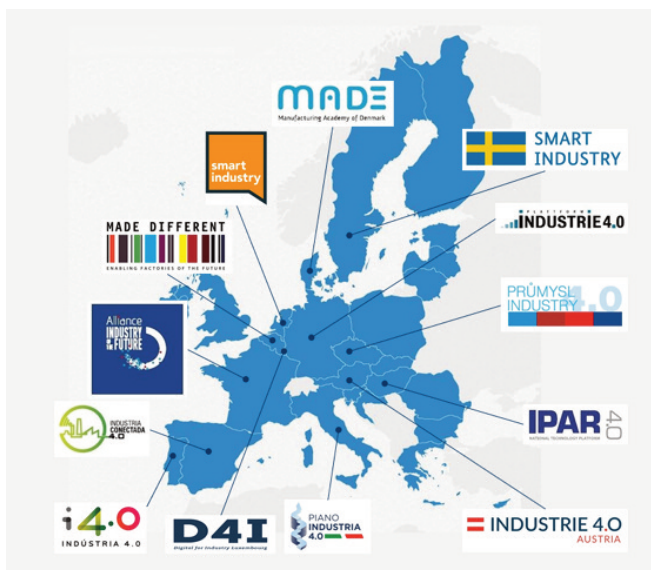 MADE
Manufacturing Academy of Denmark
smart
industry
SMART
INDUSTRY
MADE DIFFERENT
ENABLING FACTORIES OF THE FUTURE
PLATTFORM
INDUSTRIE4.0
PRŮMYSL
INDUSTRY 4.0
Alliance
INDUSTRY
OF THE
FUTURE
INDUSTRIA
CONECTADA
4.0
IPAR 4.0
NATIONAL TECHNOLOGY PLATFORM
i4.0
INDÚSTRIA 4.0
D4I
Digital for Industry Luxembourg
PIANO
INDUSTRIA
4.0
INDUSTRIE 4.0
AUSTRIA